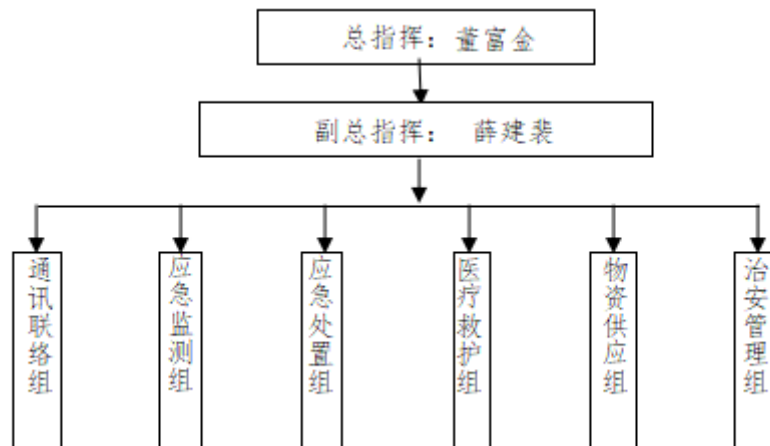 总指挥：董富金
副总指挥： 薛建裴
通讯联络组
应急监测组
应急处置组
医疗救护组
物资供应组
治安管理组